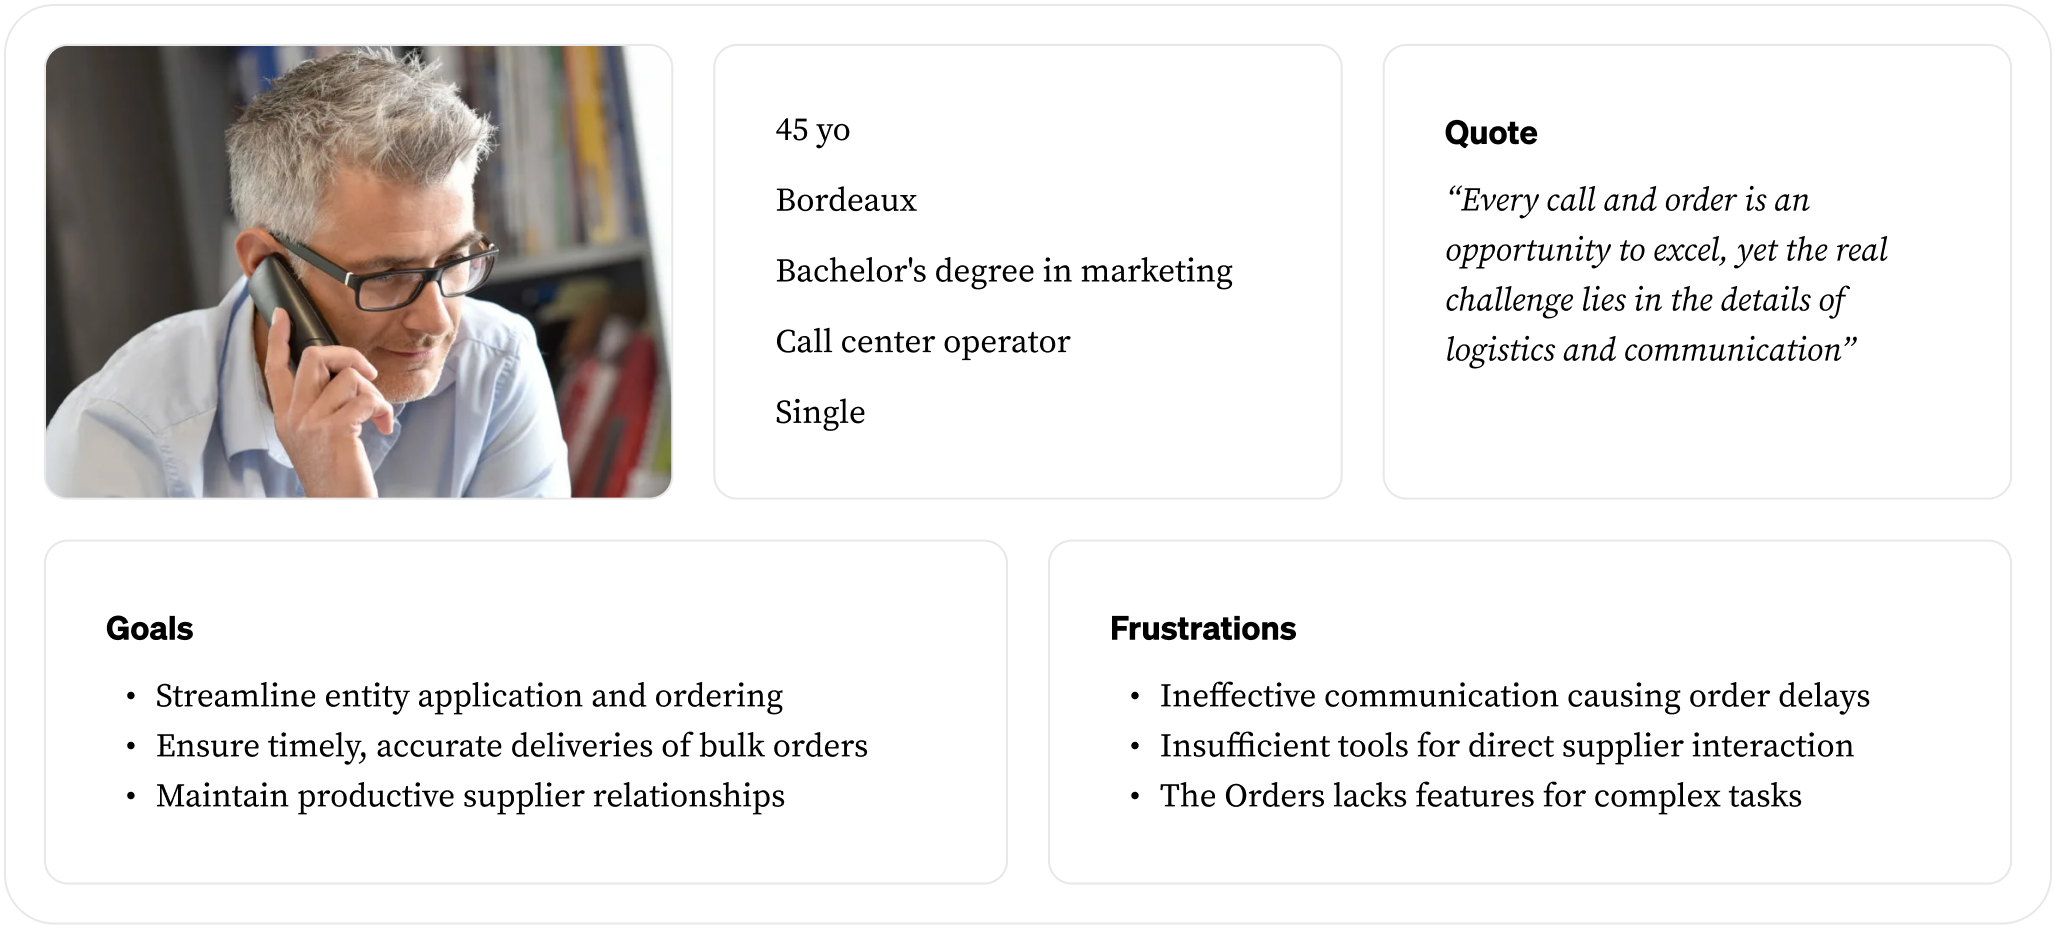 45 yo
Bordeaux
Bachelor's degree in marketing
Call center operator
Single
Quote
“Every call and order is an
opportunity to excel, yet the real
challenge lies in the details of
logistics and communication”
Goals
• Streamline entity application and ordering
• Ensure timely, accurate deliveries of bulk orders
• Maintain productive supplier relationships
Frustrations
• Ineffective communication causing order delays
• Insufficient tools for direct supplier interaction
• The Orders lacks features for complex tasks